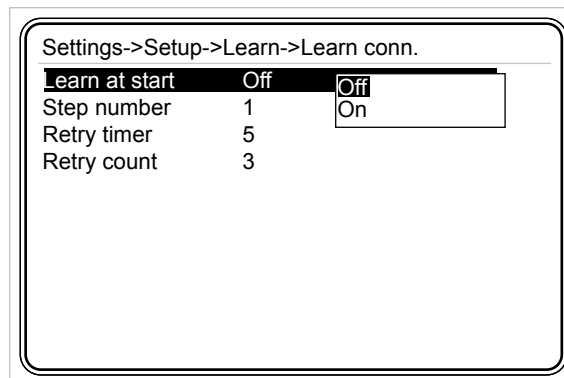 Settings->Setup->Learn->Learn conn.
Learn at start Off Off
Step number 1 On
Retry timer 5
Retry count 3